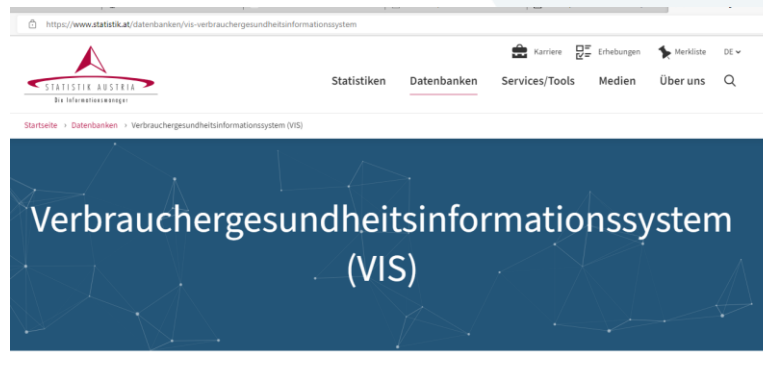 https://www.statistik.at/datenbanken/vis-verbrauchergesundheitsinformationssystem
Karriere Erhebungen Merkliste DE
STATISTIK AUSTRIA
Die Informationsmanager
Statistiken Datenbanken Services/Tools Medien Über uns
Startseite > Datenbanken > Verbrauchergesundheitsinformationssystem (VIS)
Verbrauchergesundheitsinformationssystem
(VIS)